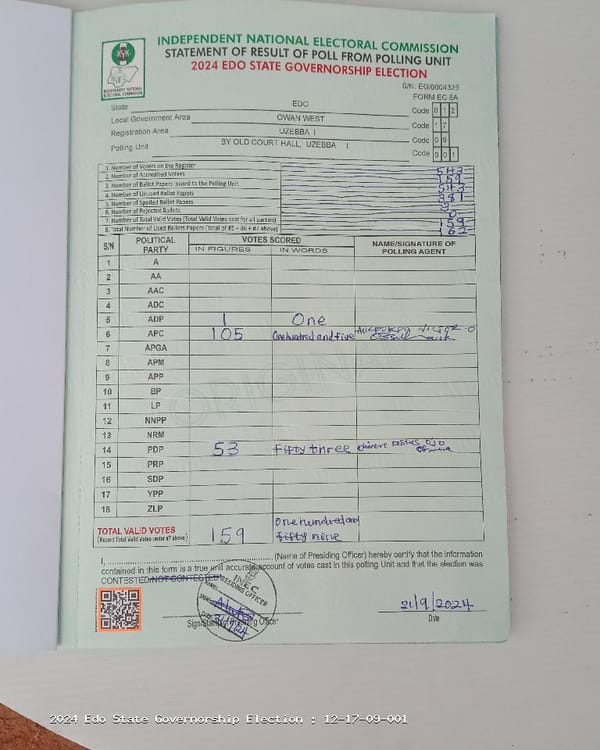 INDEPENDENT NATIONAL ELECTORAL COMMISSION
STATEMENT OF RESULT OF POLL FROM POLLING UNIT
2024 EDO STATE GOVERNORSHIP ELECTION
INDEPENDENT NATIONAL ELECTORAL COMMISSION
S/N. EG/0004325
FORM EC 8A
State EDO Code 0 1 2
Local Government Area OWAN WEST Code 1 7
Registration Area UZEBBA I Code 0 9
Polling Unit BY OLD COURT HALL, UZEBBA I Code 0 0 1
1. Number of Voters on the Register 543
2. Number of Accredited Voters 159
3. Number of Ballot Papers Issued to the Polling Unit 543
4. Number of Unused Ballot Papers 381
5. Number of Spoiled Ballot Papers 3
6. Number of Rejected Ballots 0
7. Number of Total Valid Votes (Total Valid Votes cast for all parties) 159
8. Total Number of Used Ballots Papers (Total of #5 + #6 + #7 above) 162
S/N POLITICAL PARTY VOTES SCORED NAME/SIGNATURE OF POLLING AGENT
IN FIGURES IN WORDS
1 A
2 AA
3 AAC
4 ADC
5 ADP 1 One
6 APC 105 One hundred and five
7 APGA
8 APM
9 APP
10 BP
11 LP
12 NNPP
13 NRM
14 PDP 53 Fifty three
15 PRP
16 SDP
17 YPP
18 ZLP
TOTAL VALID VOTES 159 One hundred and fifty nine
(Record Total Valid Votes under #7 above)
I, (Name of Presiding Officer) hereby certify that the information
contained in this form is a true and accurate account of votes cast in this polling Unit and that the election was
CONTESTED/NOT CONTESTED
INEC
PRESIDING OFFICER
21/9/2024
Date
2024 Edo State Governorship Election : 12-17-09-001